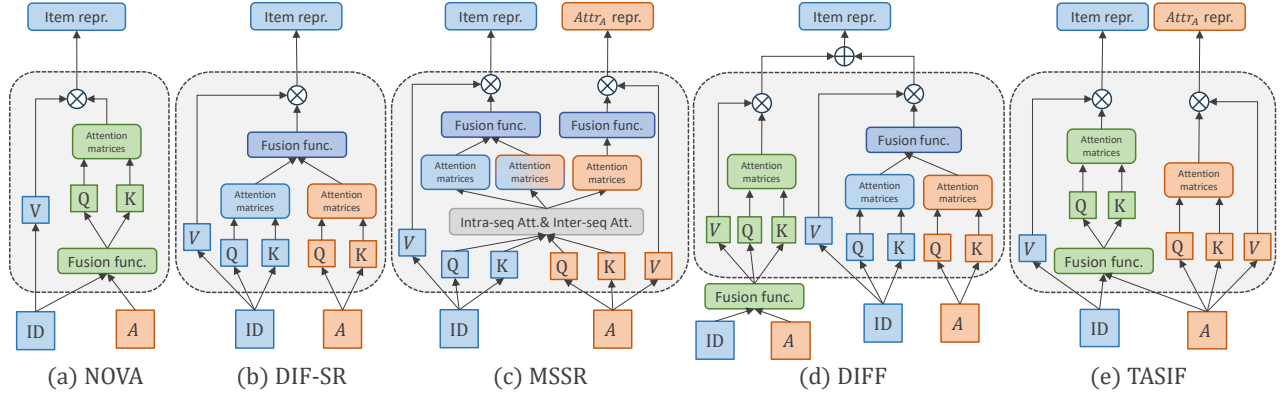 Item repr.
Attention matrices
V
Q
K
Fusion func.
ID
A
(a) NOVA
Item repr.
Fusion func.
Attention matrices
Attention matrices
V
Q
K
Q
K
ID
A
(b) DIF-SR
Item repr.
Attr_A repr.
Fusion func.
Fusion func.
Attention matrices
Attention matrices
Attention matrices
Intra-seq Att.& Inter-seq Att.
V
Q
K
Q
K
V
ID
A
(c) MSSR
Item repr.
Fusion func.
Attention matrices
Attention matrices
Attention matrices
V
Q
K
V
Q
K
Q
K
Fusion func.
ID
A
ID
A
(d) DIFF
Item repr.
Attr_A repr.
Attention matrices
Attention matrices
Q
K
V
Q
K
V
Fusion func.
ID
A
(e) TASIF